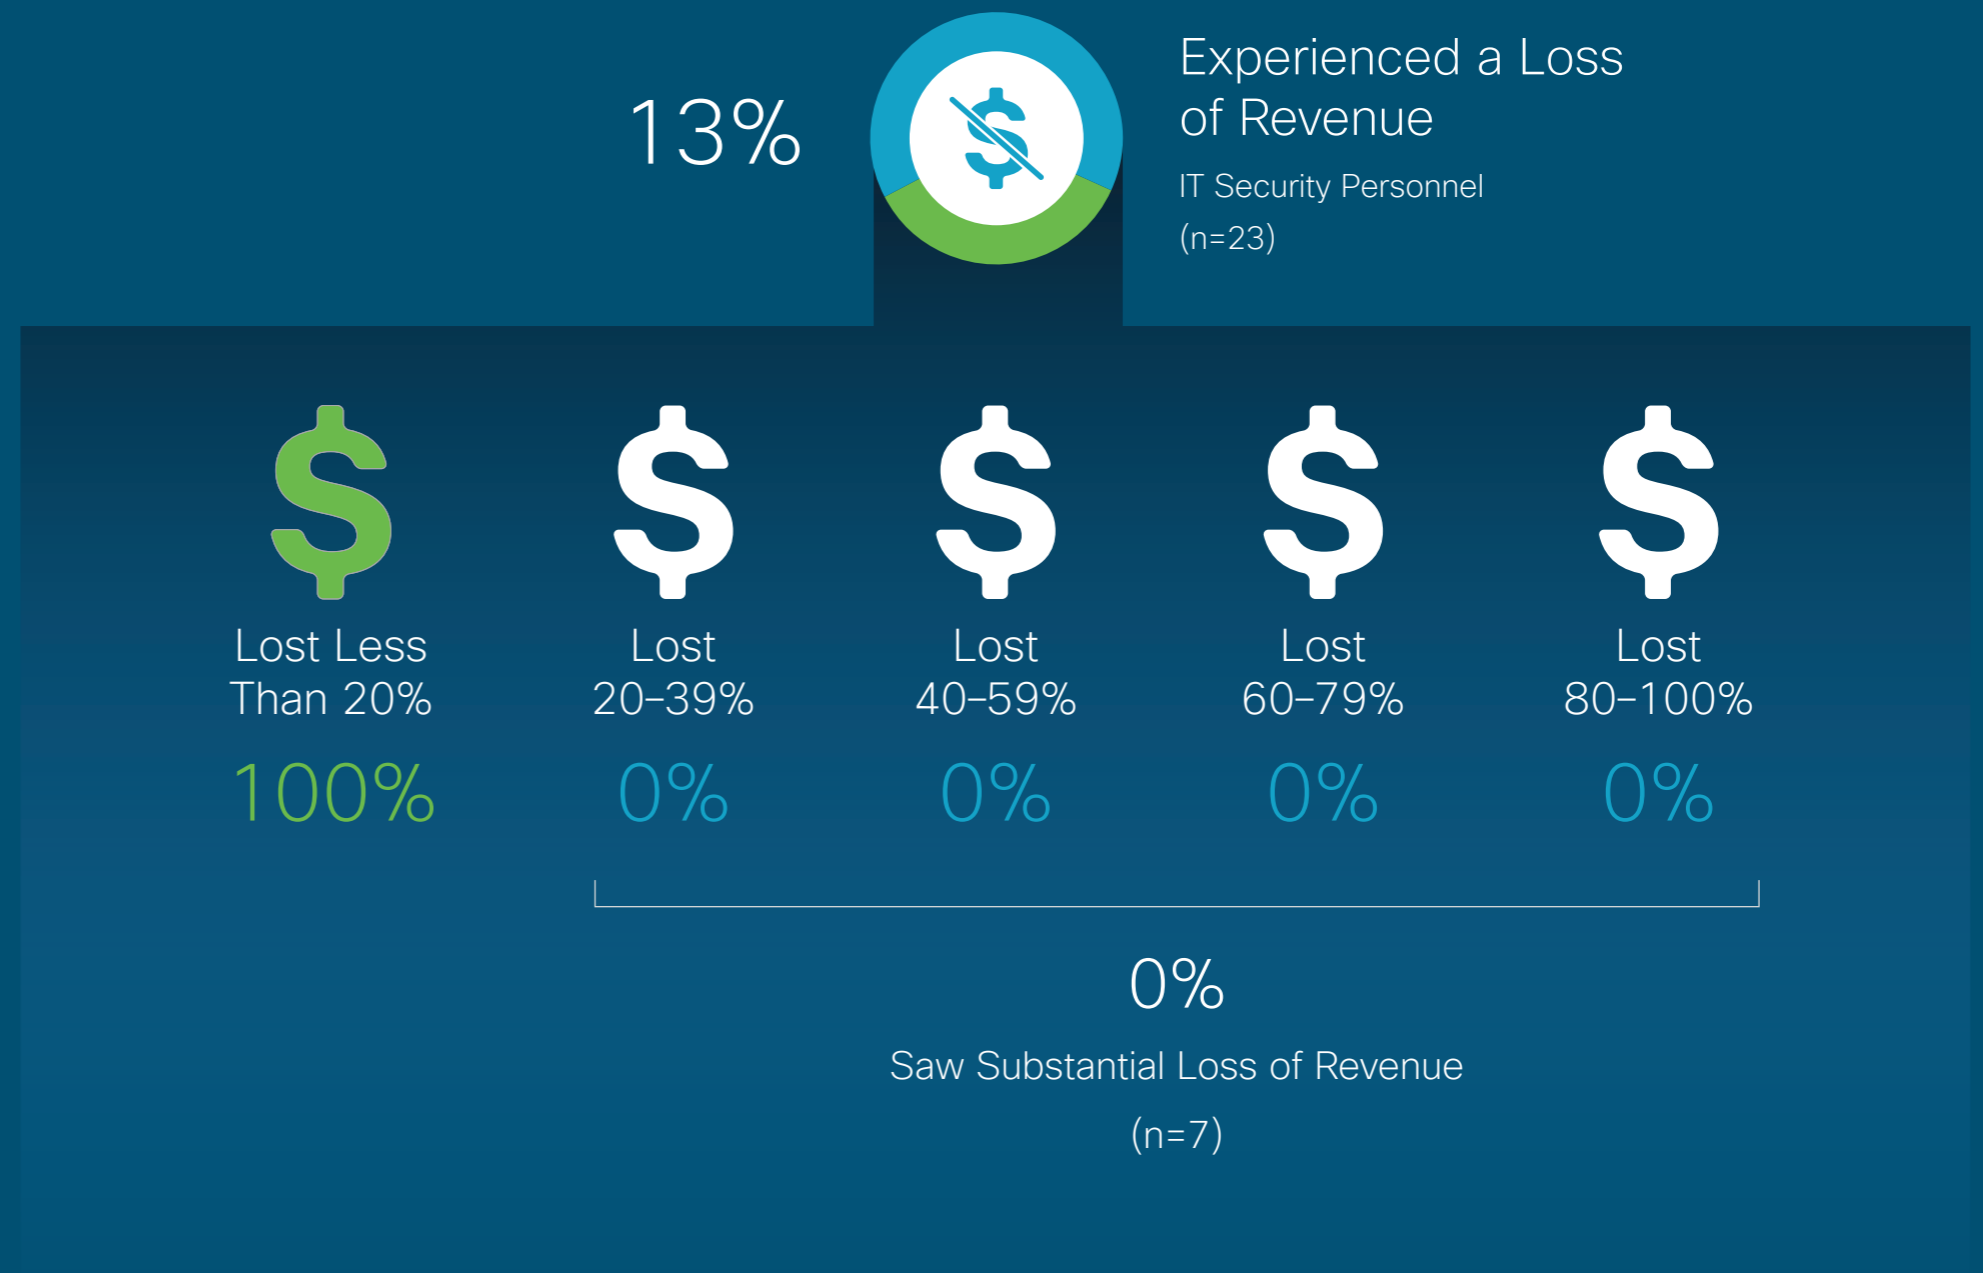 13%
Experienced a Loss
of Revenue
IT Security Personnel
(n=23)
Lost Less
Than 20%
100%
Lost
20–39%
0%
Lost
40–59%
0%
Lost
60–79%
0%
Lost
80–100%
0%
0%
Saw Substantial Loss of Revenue
(n=7)